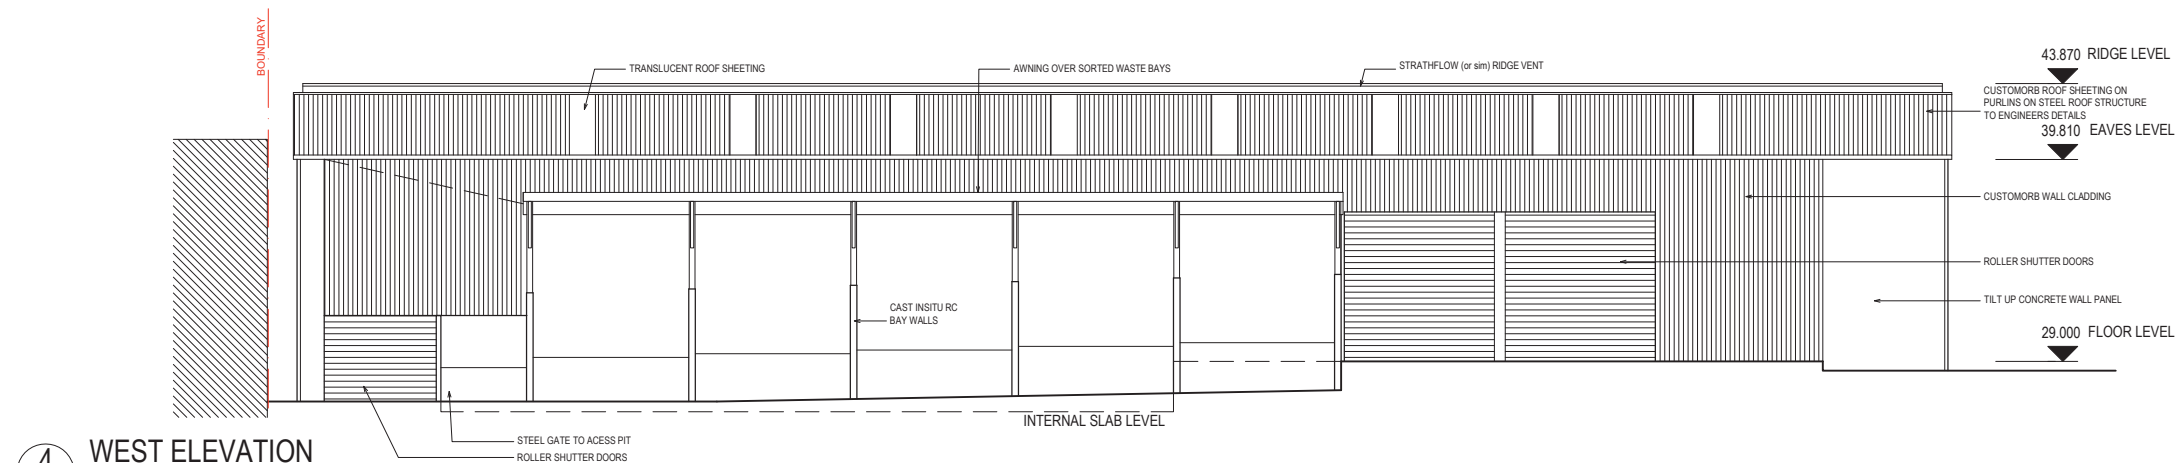 BOUNDARY
TRANSLUCENT ROOF SHEETING
AWNING OVER SORTED WASTE BAYS
STRATHFLOW (or sim) RIDGE VENT
43.870 RIDGE LEVEL
CUSTOMORB ROOF SHEETING ON
PURLINS ON STEEL ROOF STRUCTURE
TO ENGINEERS DETAILS
39.810 EAVES LEVEL
CUSTOMORB WALL CLADDING
ROLLER SHUTTER DOORS
TILT UP CONCRETE WALL PANEL
CAST INSITU RC
BAY WALLS
29.000 FLOOR LEVEL
INTERNAL SLAB LEVEL
STEEL GATE TO ACESS PIT
ROLLER SHUTTER DOORS
4 WEST ELEVATION